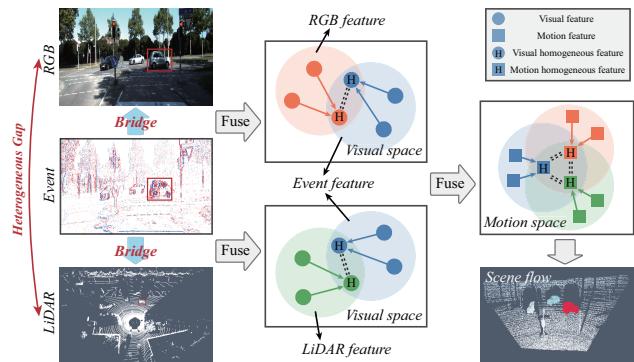 RGB
Event
LiDAR
Heterogeneous Gap
Bridge
Bridge
Fuse
Fuse
RGB feature
H
H
Visual space
Event feature
H
H
Visual space
LiDAR feature
Fuse
Visual feature
Motion feature
H Visual homogeneous feature
H Motion homogeneous feature
H
H
H
Motion space
Scene flow